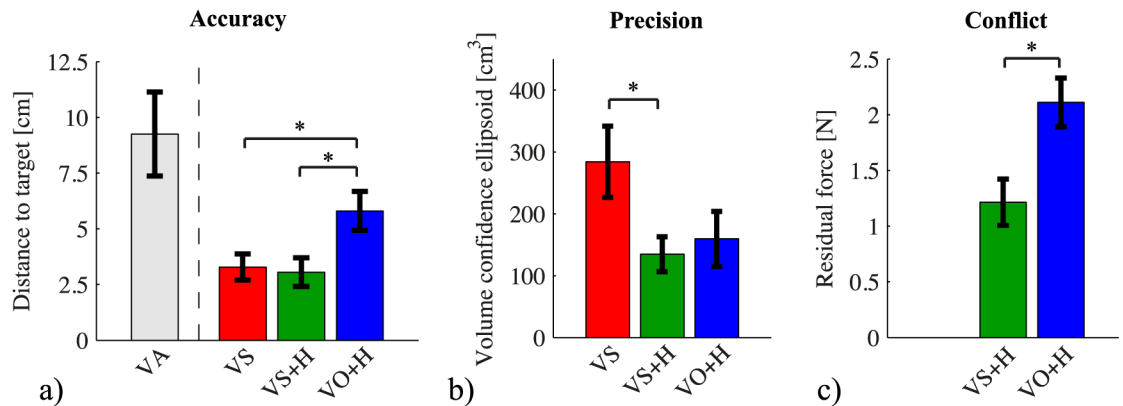 Accuracy
Distance to target [cm]
12.5
10
7.5
5
2.5
0
*
*
VA
VS
VS+H
VO+H
a)
Precision
Volume confidence ellipsoid [cm³]
400
300
200
100
0
*
VS
VS+H
VO+H
b)
Conflict
Residual force [N]
2.5
2
1.5
1
0.5
0
*
VS+H
VO+H
c)